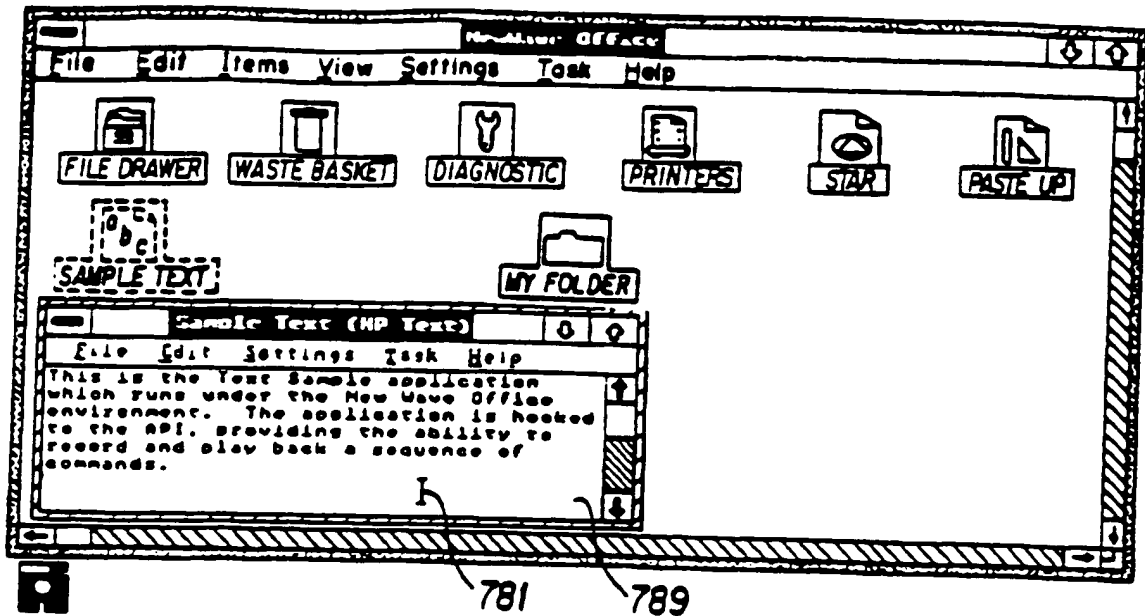 NewWave Office
File Edit Items View Settings Task Help
FILE DRAWER WASTE BASKET DIAGNOSTIC PRINTERS STAR PASTE UP
a b c
SAMPLE TEXT MY FOLDER
Sample Text (HP Text)
File Edit Settings Task Help
This is the Text Sample application
which runs under the New Wave Office
environment. The application is hooked
to the API, providing the ability to
record and play back a sequence of
commands.
781 789